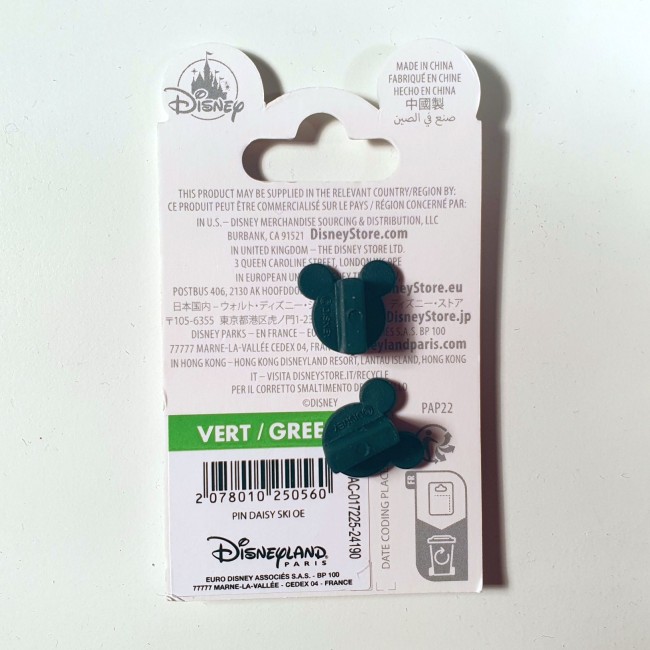 Disney
MADE IN CHINA
FABRIQUÉ EN CHINE
HECHO EN CHINA
中國製
صنع في الصين
THIS PRODUCT MAY BE SUPPLIED IN THE RELEVANT COUNTRY/REGION BY:
CE PRODUIT PEUT ÊTRE COMMERCIALISÉ SUR LE PAYS / RÉGION CONCERNÉ PAR:
IN U.S. – DISNEY MERCHANDISE SOURCING & DISTRIBUTION, LLC
BURBANK, CA 91521 DisneyStore.com
IN UNITED KINGDOM – THE DISNEY STORE LTD.
3 QUEEN CAROLINE STREET, LONDON W6 9PE
IN EUROPEAN UN
POSTBUS 406, 2130 AK HOOFDDO neyStore.eu
日本国内 – ウォルト・ディズニー・ ディズニー・ストア
〒105-6355 東京都港区虎ノ門1-23 DisneyStore.jp
DISNEY PARKS – EN FRANCE – EU S.A.S. BP 100
77777 MARNE-LA-VALLÉE CEDEX 04, F neylandparis.com
IN HONG KONG – HONG KONG DISNEYLAND RESORT, LANTAU ISLAND, HONG KONG
IT – VISITA DISNEYSTORE.IT/RECYCLE
PER IL CORRETTO SMALTIMENTO DE
©DISNEY
PAP22
VERT / GREE
2 078010 250560
PIN DAISY SKI OE
AC-017225-24190
Disneyland
PARIS
EURO DISNEY ASSOCIÉS S.A.S. - BP 100
77777 MARNE-LA-VALLÉE - CEDEX 04 - FRANCE
DATE CODING PLAC
FR